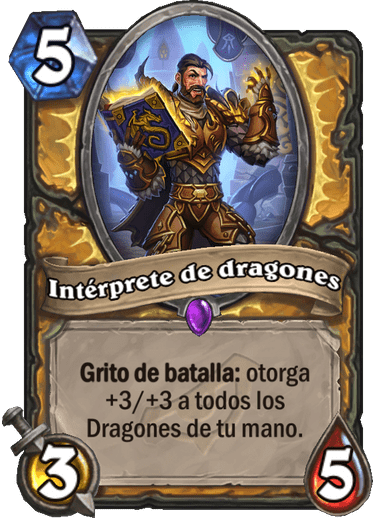 5
Intérprete de dragones
Grito de batalla: otorga
+3/+3 a todos los
Dragones de tu mano.
3
5